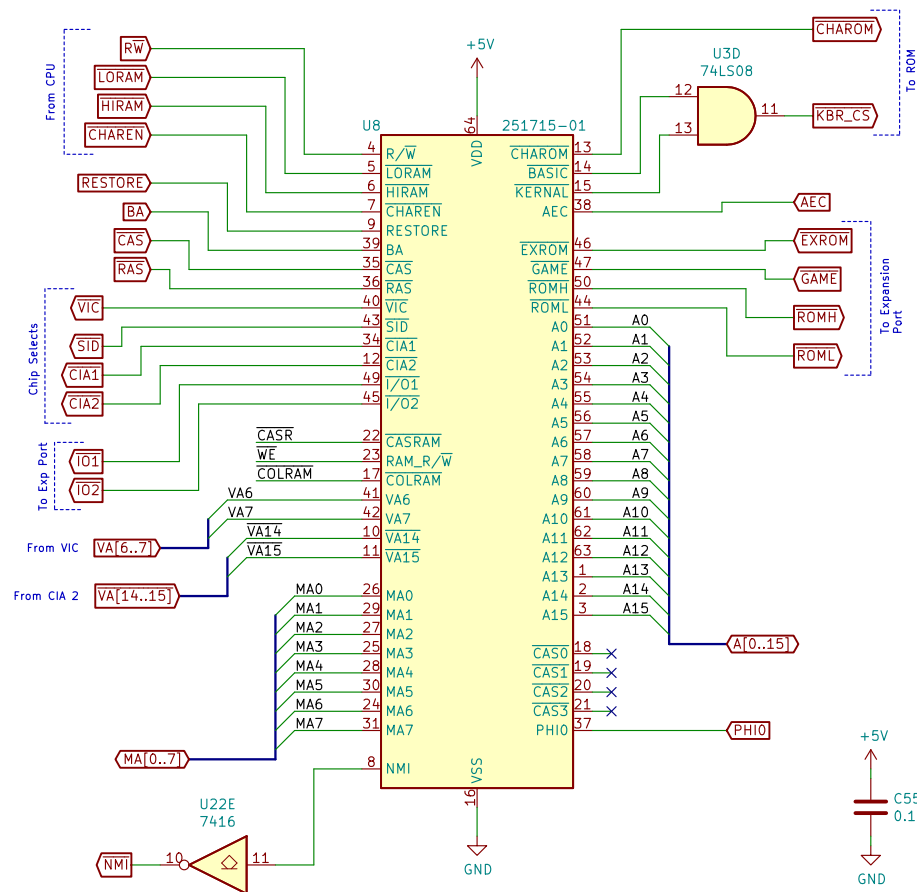 From CPU
RW
LORAM
HIRAM
CHAREN
RESTORE
BA
CAS
RAS
Chip Selects
VIC
SID
CIA1
CIA2
To Exp Port
IO1
IO2
CASR
WE
COLRAM
VA6
VA7
VA14
VA15
From VIC
VA[6..7]
From CIA 2
VA[14..15]
MA0
MA1
MA2
MA3
MA4
MA5
MA6
MA7
MA[0..7]
U22E
7416
NMI
10
11
+5V
U8
251715-01
64
VDD
4 R/W
5 LORAM
6 HIRAM
7 CHAREN
9 RESTORE
39 BA
35 CAS
36 RAS
40 VIC
43 SID
34 CIA1
12 CIA2
49 I/O1
45 I/O2
22 CASRAM
23 RAM_R/W
17 COLRAM
41 VA6
42 VA7
10 VA14
11 VA15
26 MA0
29 MA1
27 MA2
25 MA3
28 MA4
30 MA5
24 MA6
31 MA7
8 NMI
CHAROM 13
BASIC 14
KERNAL 15
AEC 38
EXROM 46
GAME 47
ROMH 50
ROML 44
A0 51
A1 52
A2 53
A3 54
A4 55
A5 56
A6 57
A7 58
A8 59
A9 60
A10 61
A11 62
A12 63
A13 1
A14 2
A15 3
CAS0 18
CAS1 19
CAS2 20
CAS3 21
PHI0 37
VSS
16
GND
A0
A1
A2
A3
A4
A5
A6
A7
A8
A9
A10
A11
A12
A13
A14
A15
A[0..15]
PHI0
U3D
74LS08
12
13
11
CHAROM
KBR_CS
To ROM
AEC
EXROM
GAME
ROMH
ROML
To Expansion
Port
+5V
C55
0.1
GND